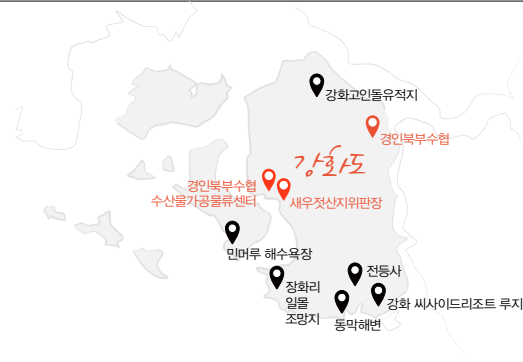 강화고인돌유적지
경인북부수협
강화도
경인북부수협
수산물가공물류센터
새우젓산지위판장
민머루 해수욕장
전등사
장화리
일몰
조망지
강화 씨사이드리조트 루지
동막해변